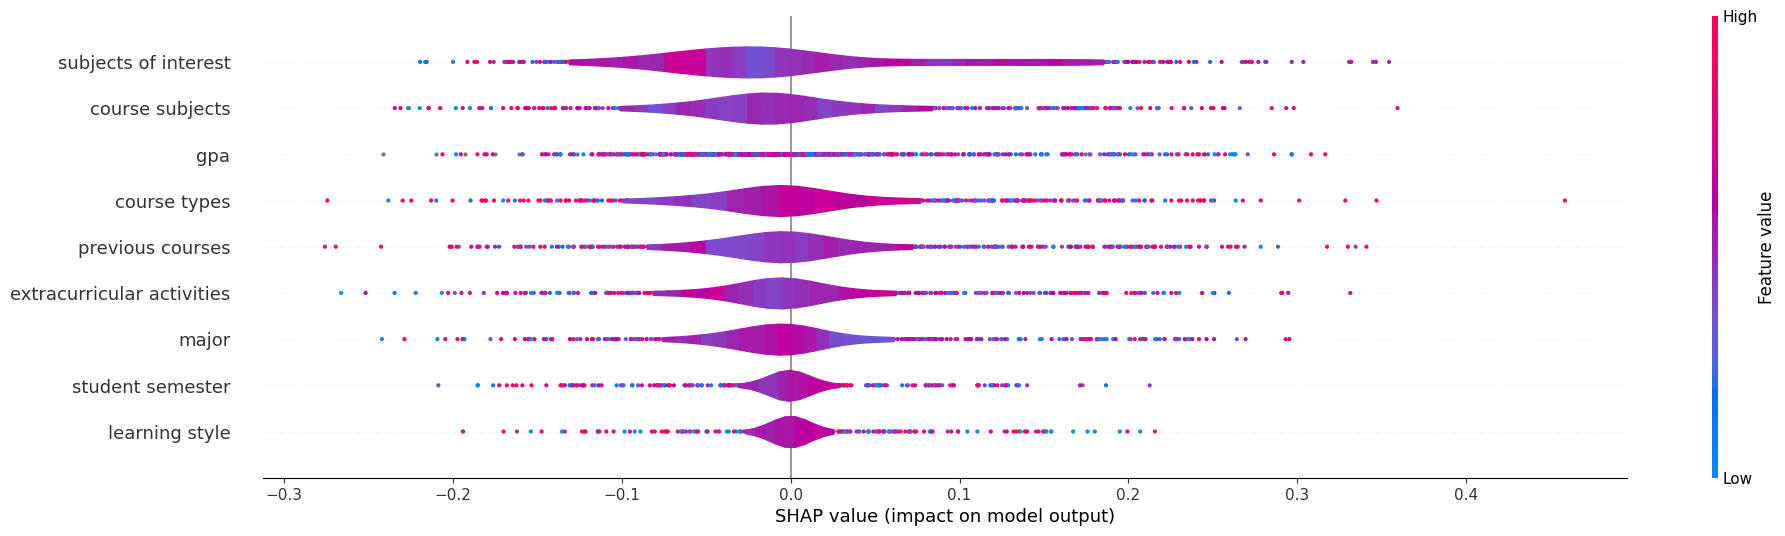 subjects of interest
course subjects
gpa
course types
previous courses
extracurricular activities
major
student semester
learning style
−0.3 −0.2 −0.1 0.0 0.1 0.2 0.3 0.4
SHAP value (impact on model output)
High
Feature value
Low